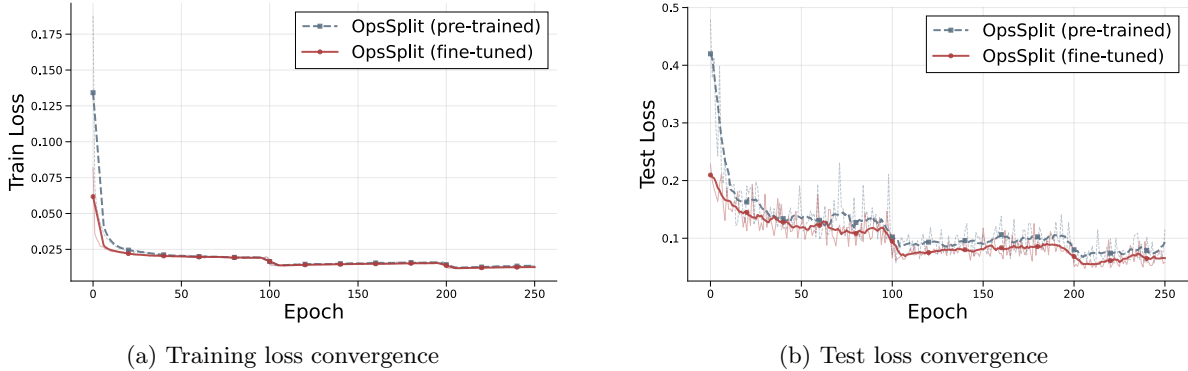 OpsSplit (pre-trained)
OpsSplit (fine-tuned)
Train Loss
0.175
0.150
0.125
0.100
0.075
0.050
0.025
0
50
100
150
200
250
Epoch
(a) Training loss convergence
OpsSplit (pre-trained)
OpsSplit (fine-tuned)
Test Loss
0.5
0.4
0.3
0.2
0.1
0
50
100
150
200
250
Epoch
(b) Test loss convergence